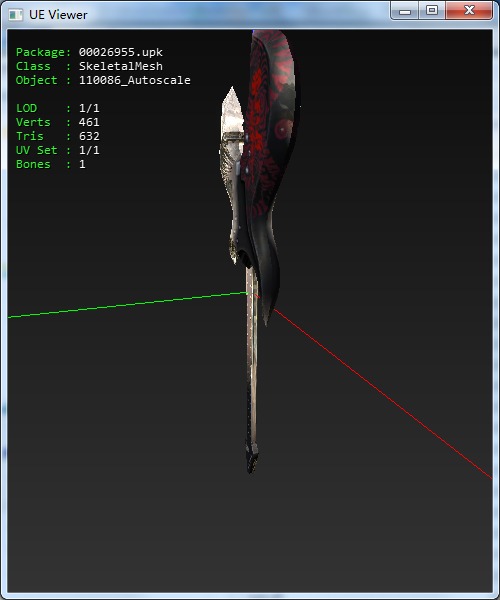 UE Viewer
Package: 00026955.upk
Class  : SkeletalMesh
Object : 110086_Autoscale
LOD    : 1/1
Verts  : 461
Tris   : 632
UV Set : 1/1
Bones  : 1